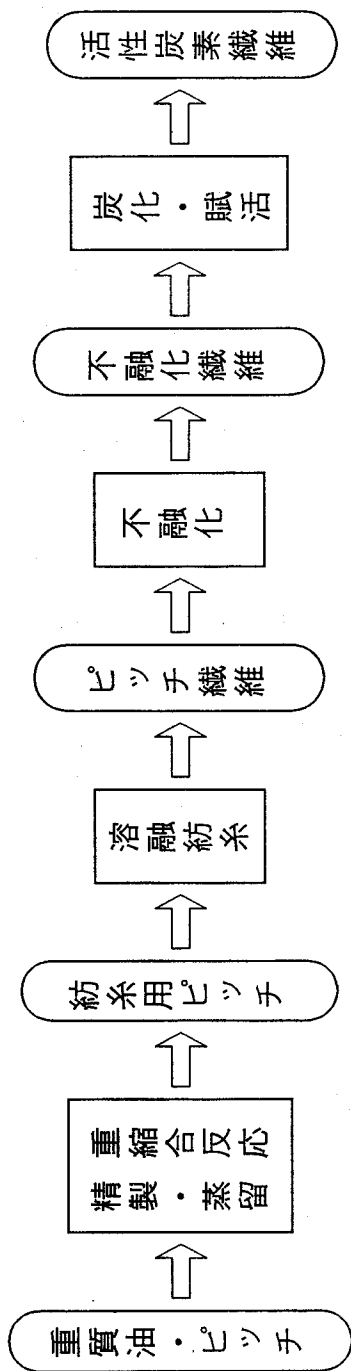 重質油・ピッチ
重縮合反応
精製・蒸留
紡糸用ピッチ
溶融紡糸
ピッチ繊維
不融化
不融化繊維
炭化・賦活
活性炭素繊維